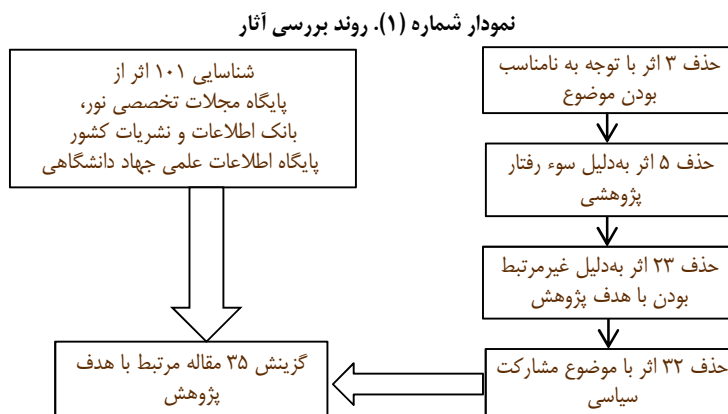 نمودار شماره (۱). روند بررسی آثار
حذف ۳ اثر با توجه به نامناسب
بودن موضوع
حذف ۵ اثر به‌دلیل سوء رفتار
پژوهشی
حذف ۲۳ اثر به‌دلیل غیرمرتبط
بودن با هدف پژوهش
حذف ۳۲ اثر با موضوع مشارکت
سیاسی
شناسایی ۱۰۱ اثر از
پایگاه مجلات تخصصی نور،
بانک اطلاعات و نشریات کشور
پایگاه اطلاعات علمی جهاد دانشگاهی
گزینش ۳۵ مقاله مرتبط با هدف
پژوهش